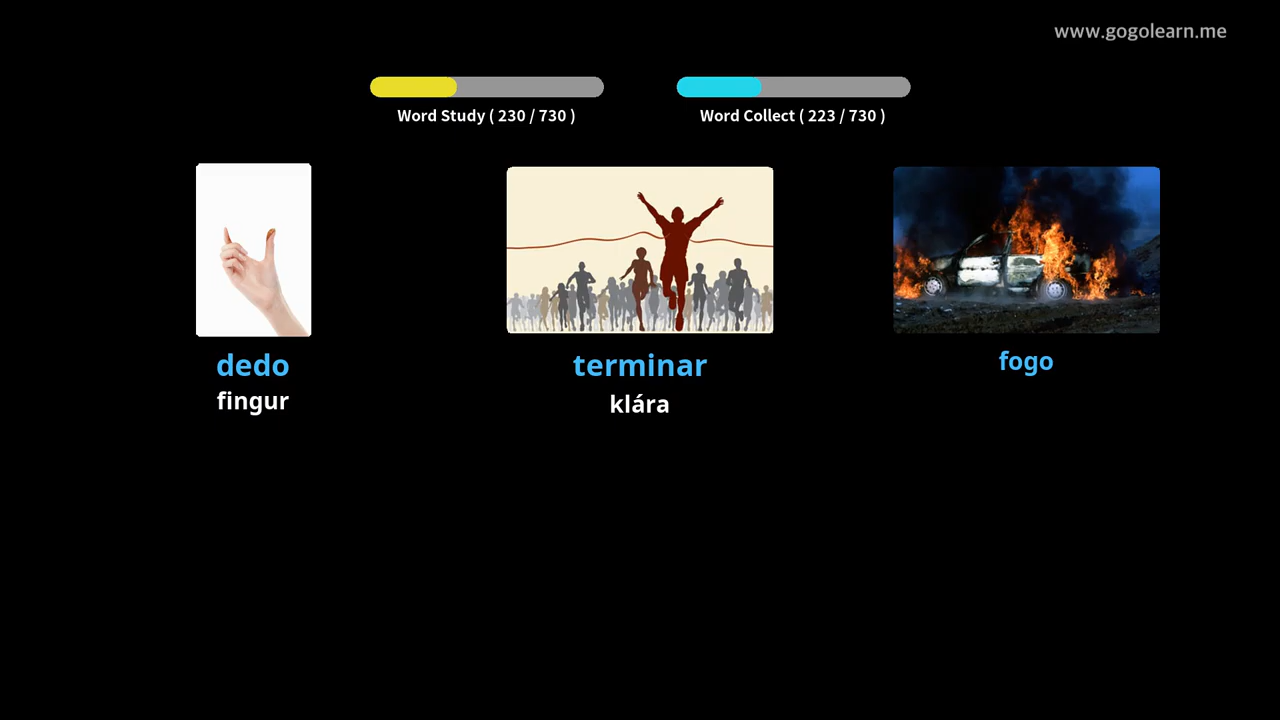 www.gogolearn.me
Word Study ( 230 / 730 )
Word Collect ( 223 / 730 )
dedo
fingur
terminar
klára
fogo